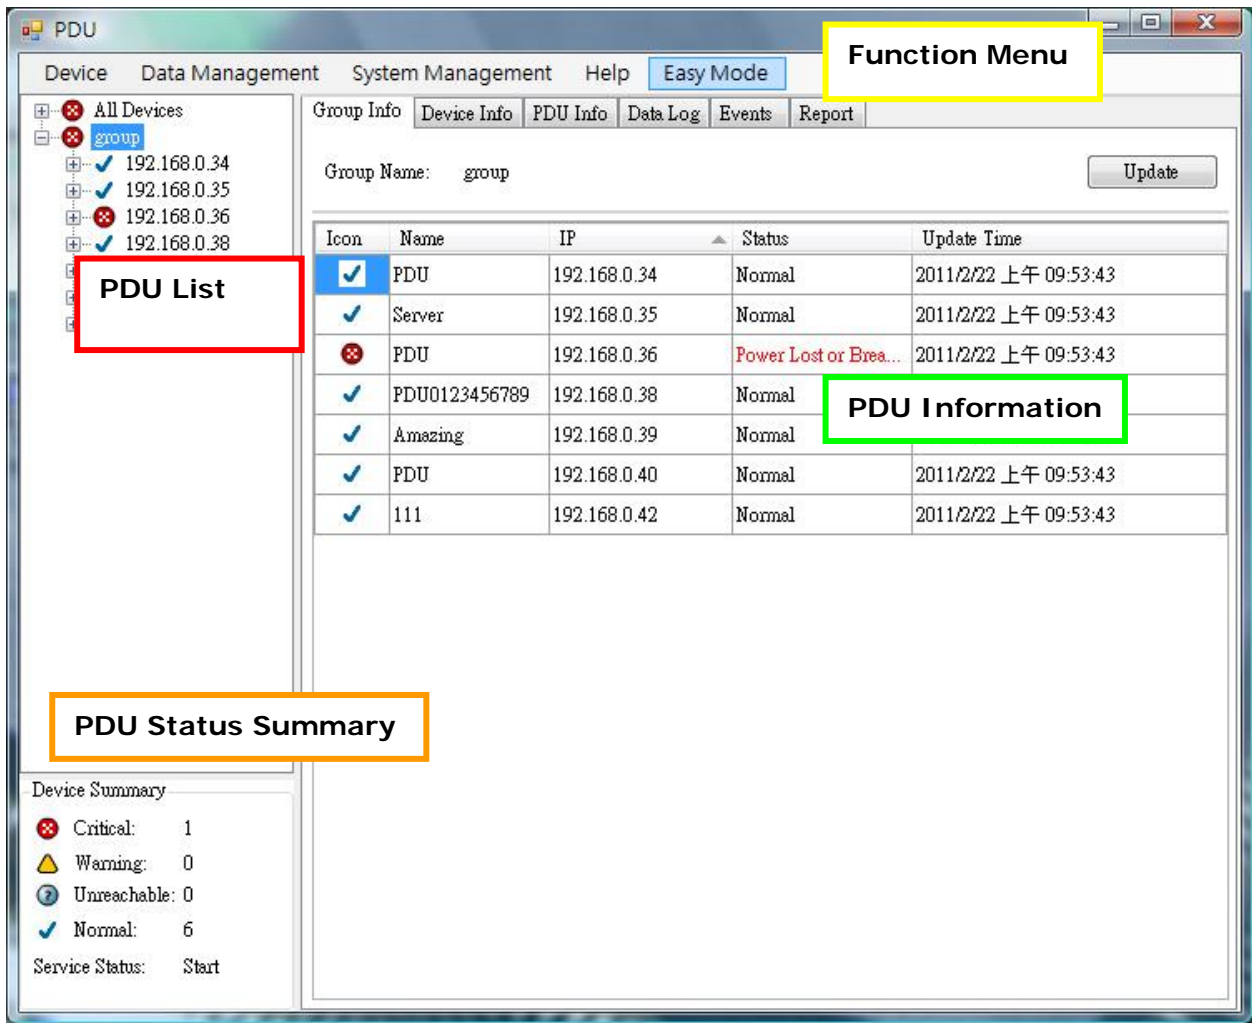 PDU
Function Menu
Device Data Management System Management Help Easy Mode
All Devices
group
192.168.0.34
192.168.0.35
192.168.0.36
192.168.0.38
PDU List
Group Info Device Info PDU Info Data Log Events Report
Group Name: group Update
Icon Name IP Status Update Time
PDU 192.168.0.34 Normal 2011/2/22 上午 09:53:43
Server 192.168.0.35 Normal 2011/2/22 上午 09:53:43
PDU 192.168.0.36 Power Lost or Brea... 2011/2/22 上午 09:53:43
PDU0123456789 192.168.0.38 Normal
PDU Information
Amazing 192.168.0.39 Normal
PDU 192.168.0.40 Normal 2011/2/22 上午 09:53:43
111 192.168.0.42 Normal 2011/2/22 上午 09:53:43
PDU Status Summary
Device Summary
Critical: 1
Warning: 0
Unreachable: 0
Normal: 6
Service Status: Start